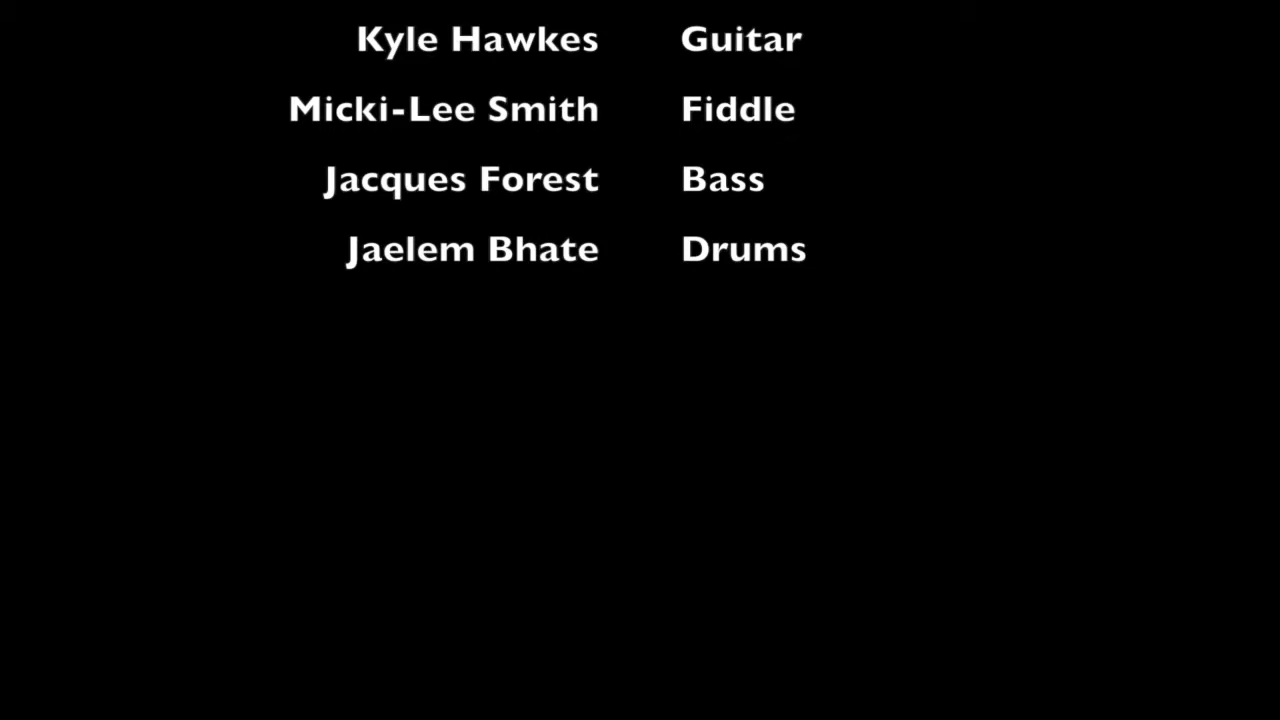 Kyle Hawkes Guitar
Micki-Lee Smith Fiddle
Jacques Forest Bass
Jaelem Bhate Drums